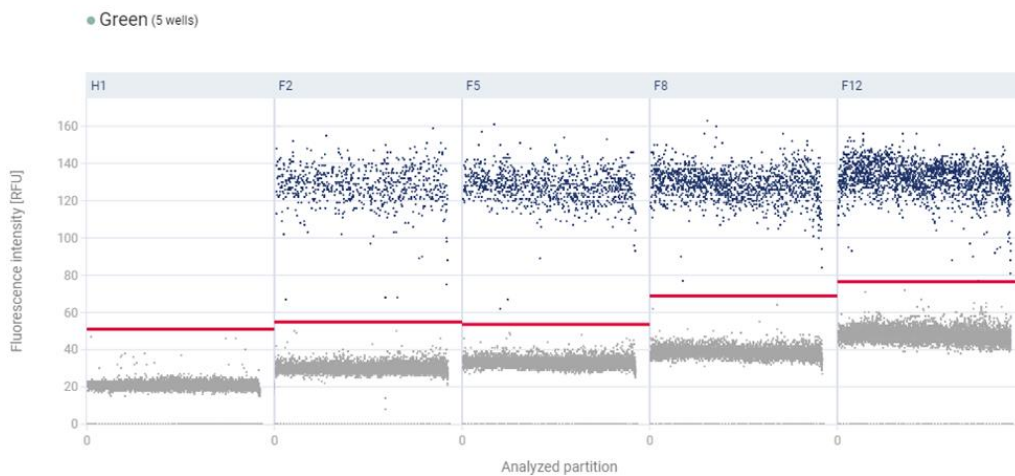 Green (5 wells)
H1 F2 F5 F8 F12
160
140
120
100
80
60
40
20
0
0 0 0 0 0
Fluorescence intensity [RFU]
Analyzed partition